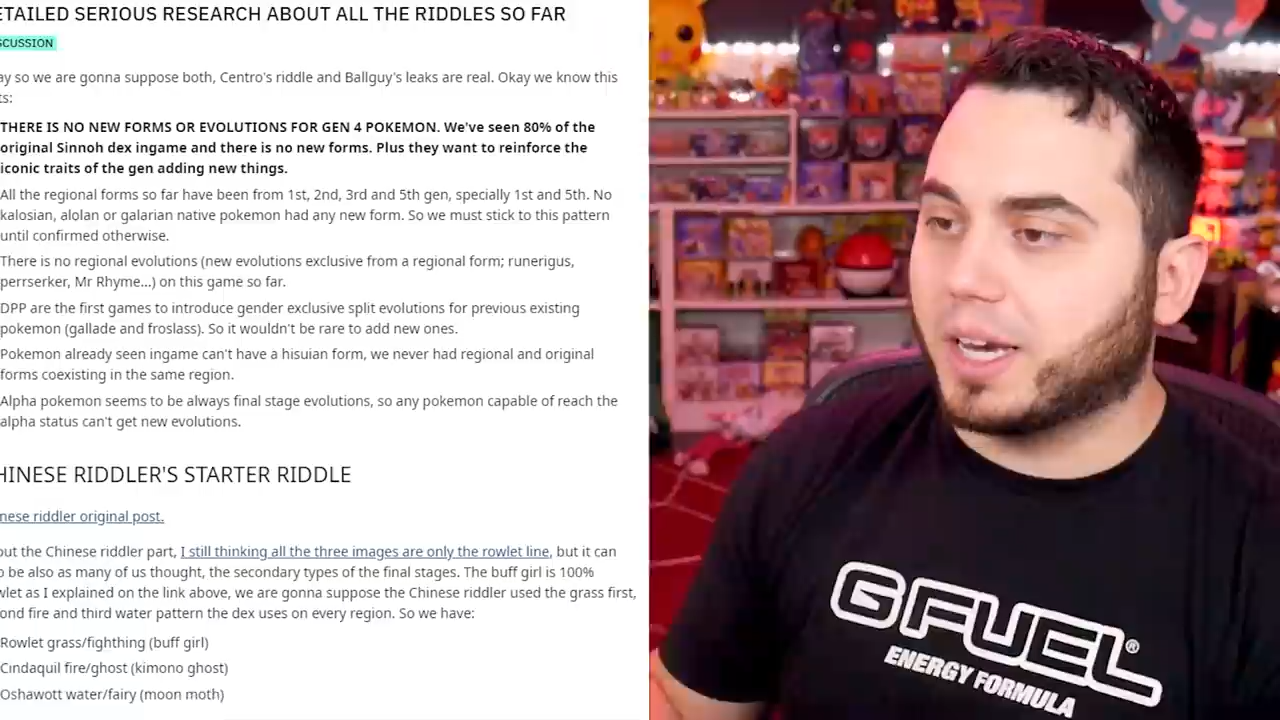 ETAILED SERIOUS RESEARCH ABOUT ALL THE RIDDLES SO FAR
SCUSSION
ay so we are gonna suppose both, Centro's riddle and Ballguy's leaks are real. Okay we know this
ts:
THERE IS NO NEW FORMS OR EVOLUTIONS FOR GEN 4 POKEMON. We've seen 80% of the
original Sinnoh dex ingame and there is no new forms. Plus they want to reinforce the
iconic traits of the gen adding new things.
All the regional forms so far have been from 1st, 2nd, 3rd and 5th gen, specially 1st and 5th. No
kalosian, alolan or galarian native pokemon had any new form. So we must stick to this pattern
until confirmed otherwise.
There is no regional evolutions (new evolutions exclusive from a regional form; runerigus,
perrserker, Mr Rhyme...) on this game so far.
DPP are the first games to introduce gender exclusive split evolutions for previous existing
pokemon (gallade and froslass). So it wouldn't be rare to add new ones.
Pokemon already seen ingame can't have a hisuian form, we never had regional and original
forms coexisting in the same region.
Alpha pokemon seems to be always final stage evolutions, so any pokemon capable of reach the
alpha status can't get new evolutions.
HINESE RIDDLER'S STARTER RIDDLE
nese riddler original post.
out the Chinese riddler part, I still thinking all the three images are only the rowlet line, but it can
o be also as many of us thought, the secondary types of the final stages. The buff girl is 100%
wlet as I explained on the link above, we are gonna suppose the Chinese riddler used the grass first,
ond fire and third water pattern the dex uses on every region. So we have:
Rowlet grass/fighthing (buff girl)
Cindaquil fire/ghost (kimono ghost)
Oshawott water/fairy (moon moth)
G FUEL®
ENERGY FORMULA